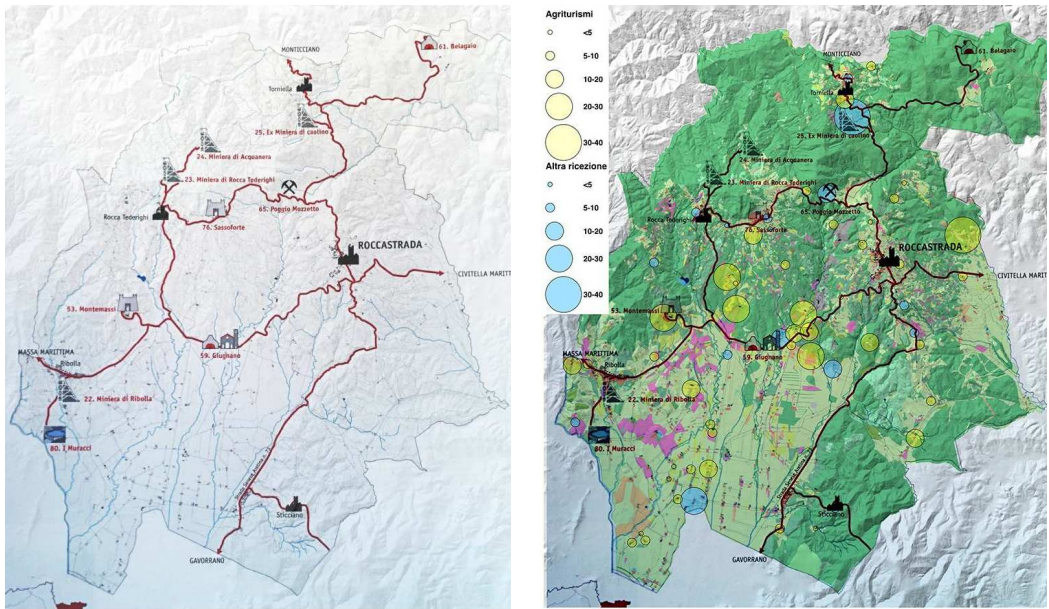 MONTICCIANO
61. Belagaio
Torniella
25. Ex Miniera di caolino
24. Miniera di Acquanera
23. Miniera di Rocca Tederighi
65. Poggio Mozzetto
Rocca Tederighi
76. Sassoforte
ROCCASTRADA
CIVITELLA MARITT
53. Montemassi
59. Giugnano
MASSA MARITTIMA
Ribolla
22. Miniera di Ribolla
80. I Muracci
Sticciano
GAVORRANO
Agriturismi
<5
5-10
10-20
20-30
30-40
Altra ricezione
<5
5-10
10-20
20-30
30-40
MONTICCIANO
61. Belagaio
Torniella
25. Ex Miniera di caolino
24. Miniera di Acquanera
23. Miniera di Rocca Tederighi
65. Poggio Mozzetto
Rocca Tederighi
76. Sassoforte
ROCCASTRADA
CIVITELLA MARITT
53. Montemassi
59. Giugnano
MASSA MARITTIMA
Ribolla
22. Miniera di Ribolla
80. I Muracci
Sticciano
GAVORRANO